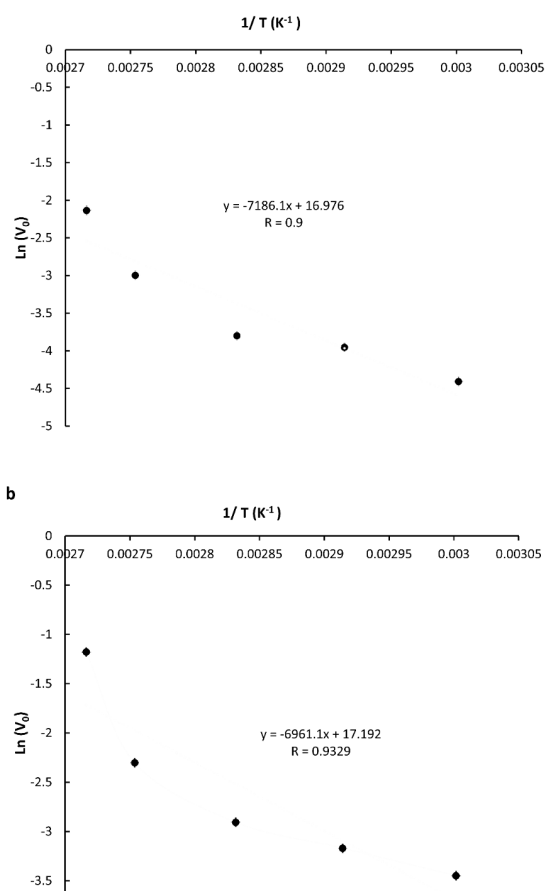 1/ T (K-1 )
0
0.0027 0.00275 0.0028 0.00285 0.0029 0.00295 0.003 0.00305
-0.5
-1
-1.5
-2
y = -7186.1x + 16.976
R = 0.9
Ln (V0)
-2.5
-3
-3.5
-4
-4.5
-5
b
1/ T (K-1 )
0
0.0027 0.00275 0.0028 0.00285 0.0029 0.00295 0.003 0.00305
-0.5
-1
-1.5
Ln (V0)
-2
y = -6961.1x + 17.192
R = 0.9329
-2.5
-3
-3.5